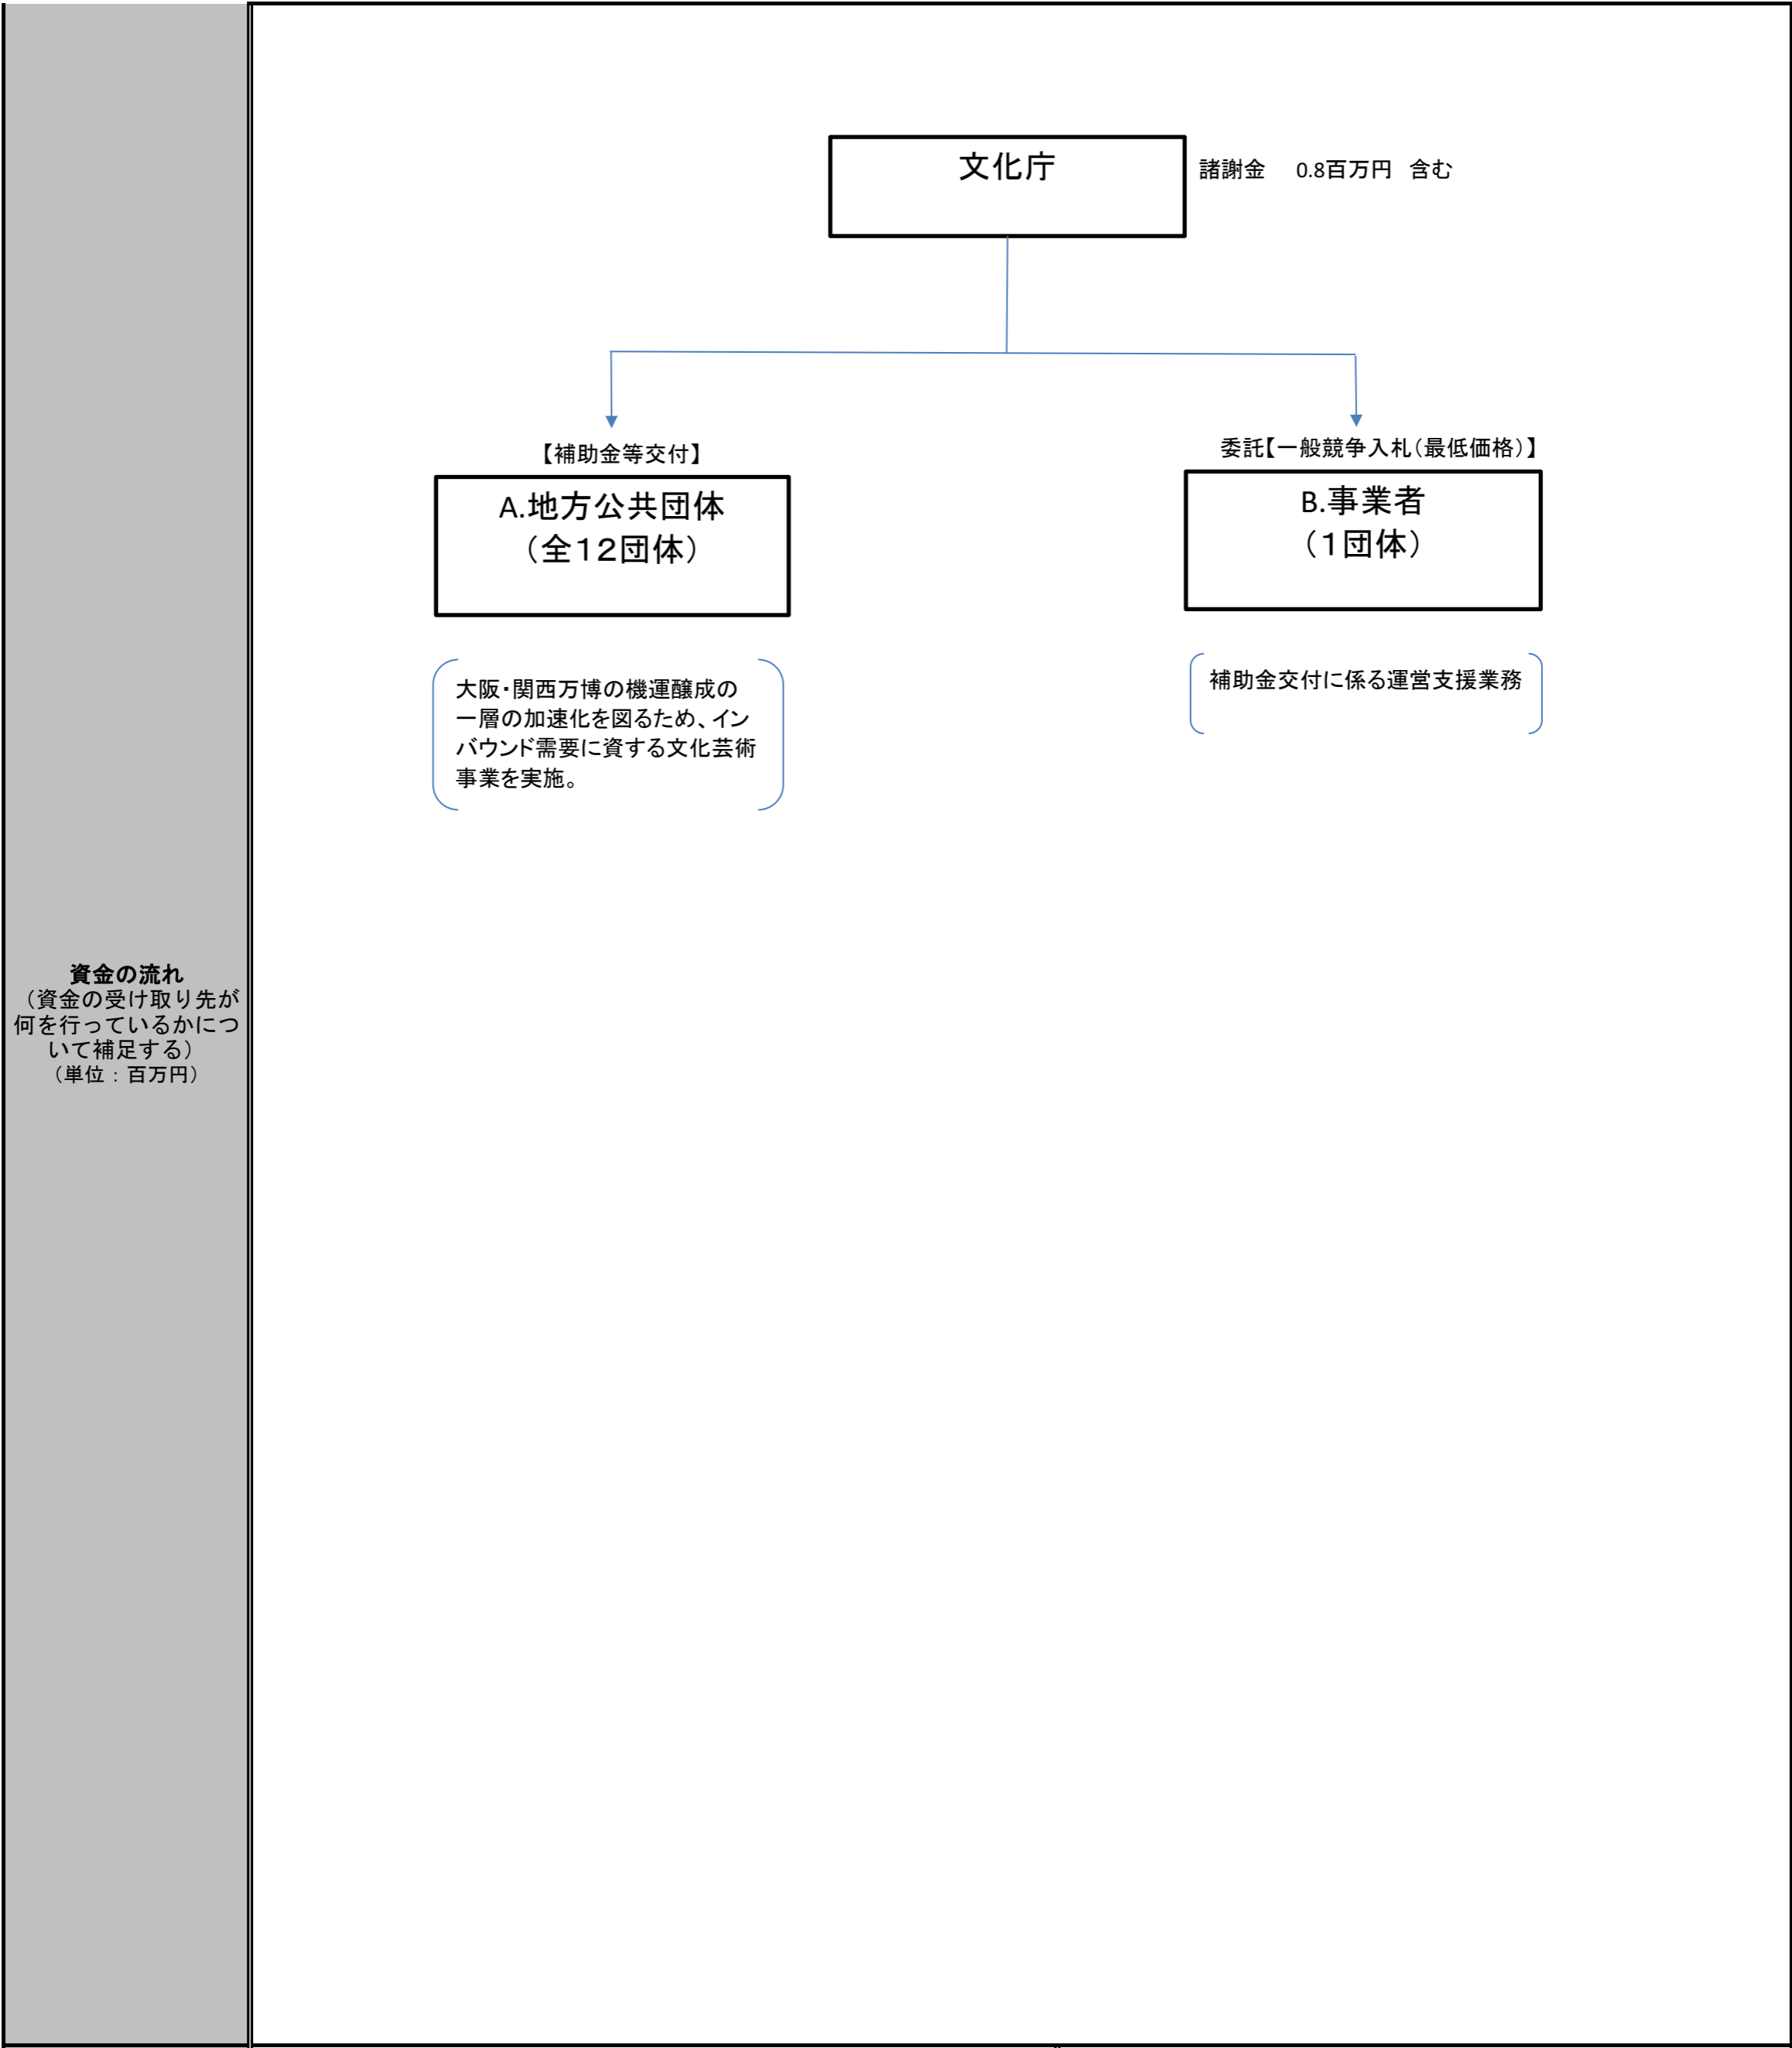 文化庁
諸謝金　0.8百万円　含む
【補助金等交付】
A.地方公共団体
（全１２団体）
委託【一般競争入札（最低価格）】
B.事業者
（１団体）
大阪・関西万博の機運醸成の
一層の加速化を図るため、イン
バウンド需要に資する文化芸術
事業を実施。
補助金交付に係る運営支援業務
資金の流れ
（資金の受け取り先が
何を行っているかにつ
いて補足する）
（単位：百万円）